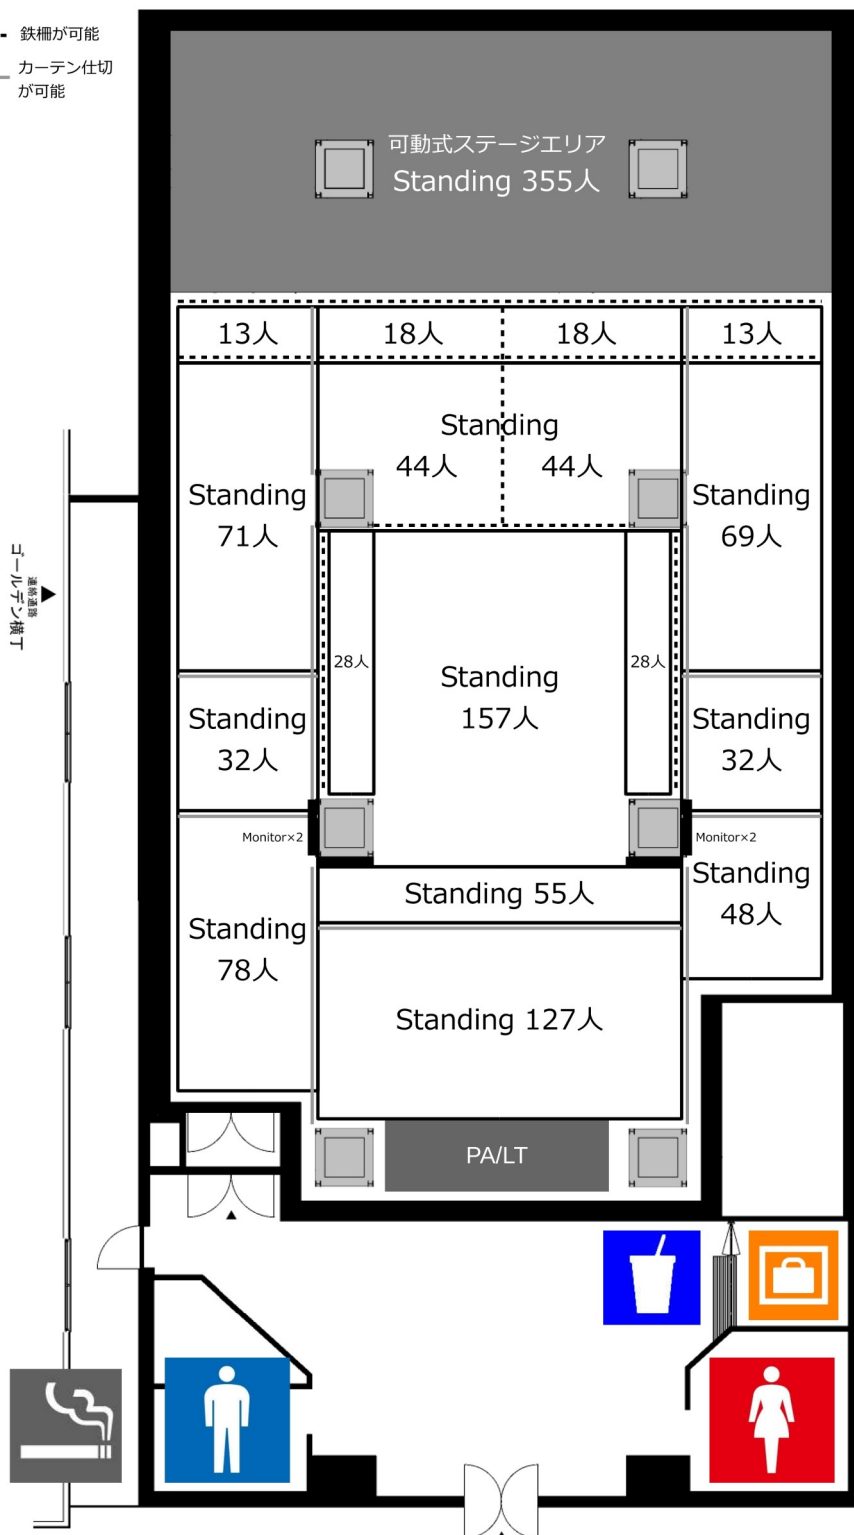 鉄柵が可能
カーテン仕切
が可能
可動式ステージエリア
Standing 355人
13人
18人
18人
13人
Standing
44人
44人
Standing
71人
Standing
69人
28人
Standing
157人
28人
Standing
32人
Standing
32人
Monitor×2
Monitor×2
Standing
48人
Standing 55人
Standing
78人
Standing 127人
PA/LT
連絡通路
ゴールデン横丁